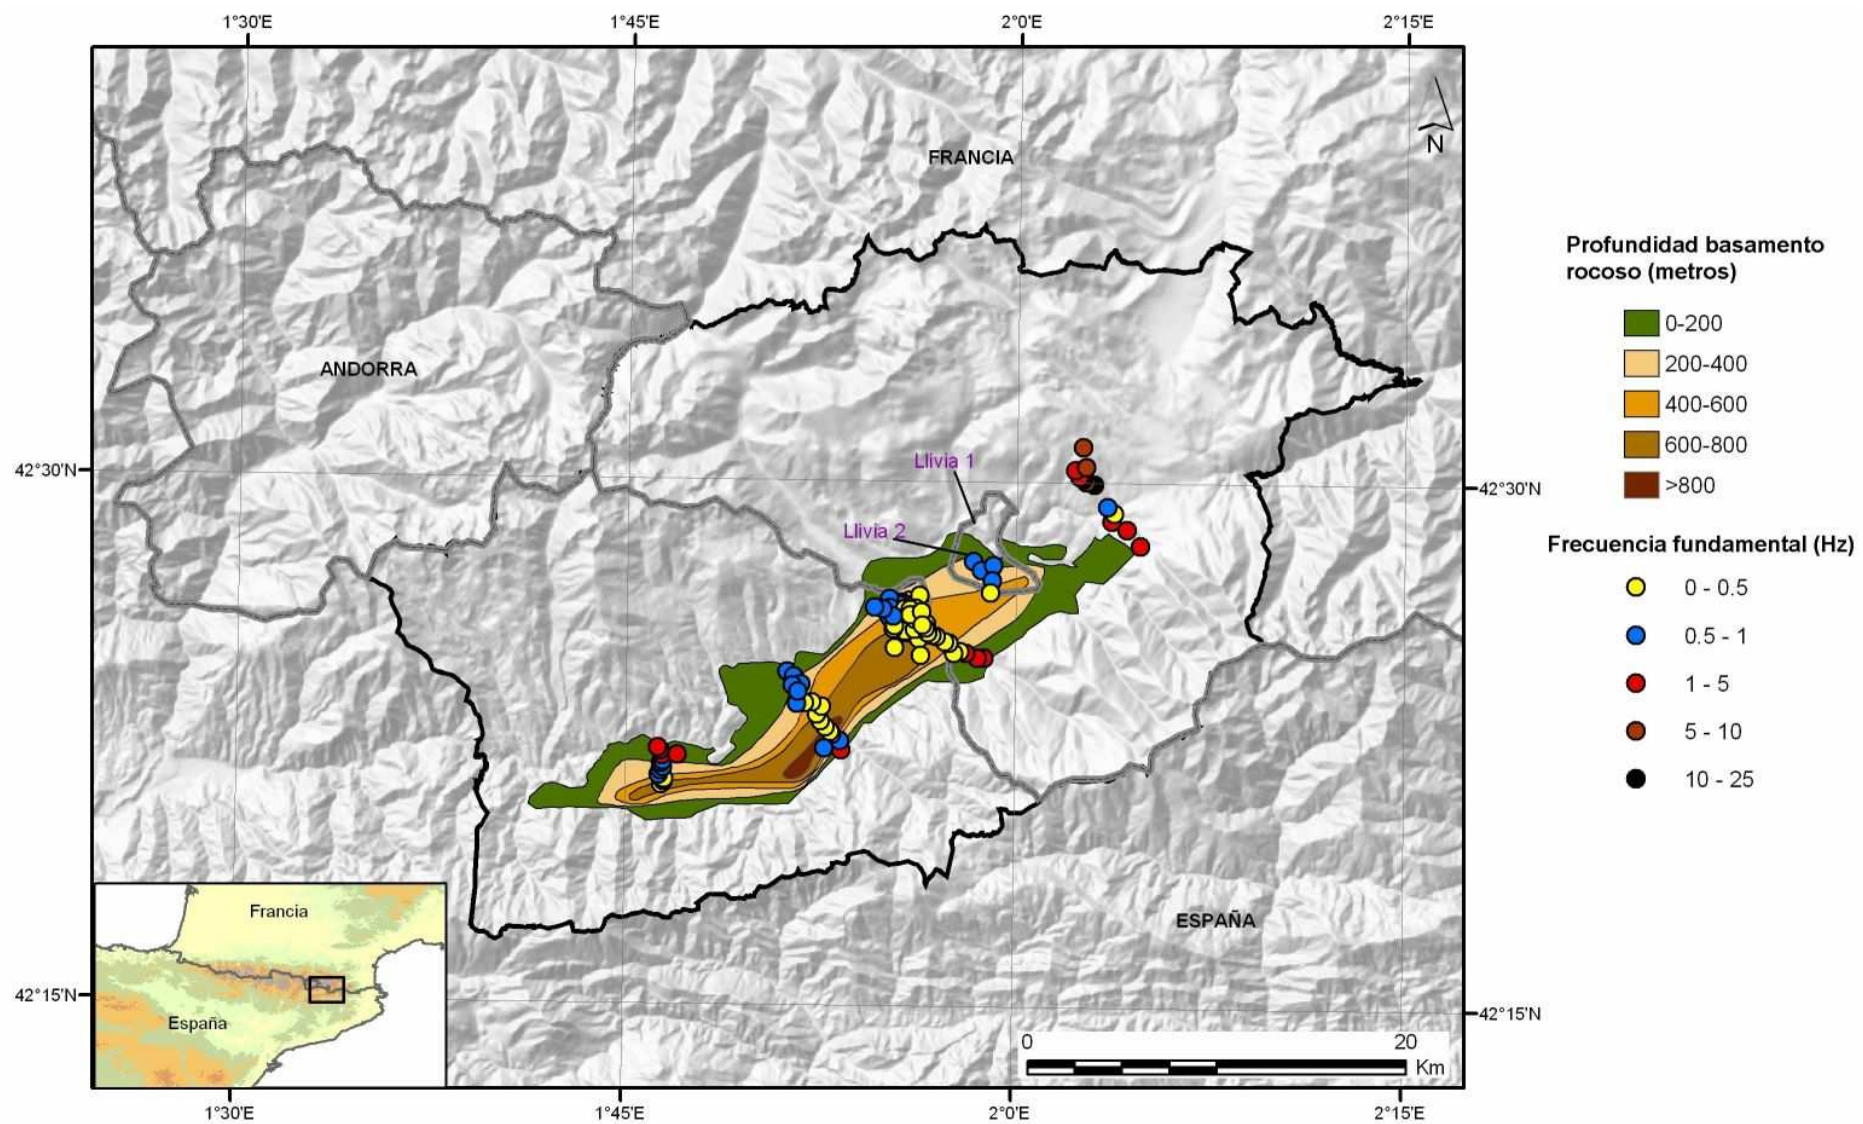 1°30'E
1°45'E
2°0'E
2°15'E
FRANCIA
N
ANDORRA
42°30'N
42°30'N
Llivia 1
Llivia 2
ESPAÑA
42°15'N
42°15'N
Francia
España
0
20
Km
1°30'E
1°45'E
2°0'E
2°15'E
Profundidad basamento
rocoso (metros)
0-200
200-400
400-600
600-800
>800
Frecuencia fundamental (Hz)
0 - 0.5
0.5 - 1
1 - 5
5 - 10
10 - 25